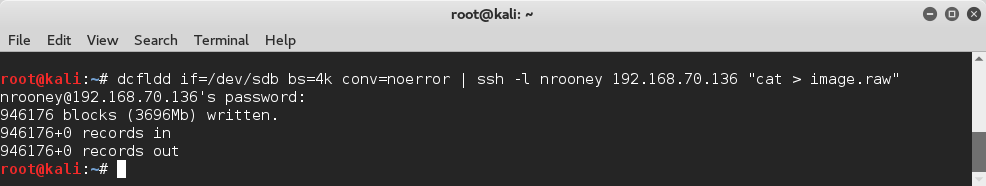 root@kali: ~
File Edit View Search Terminal Help
root@kali:~# dcfldd if=/dev/sdb bs=4k conv=noerror | ssh -l nrooney 192.168.70.136 "cat > image.raw"
nrooney@192.168.70.136's password:
946176 blocks (3696Mb) written.
946176+0 records in
946176+0 records out
root@kali:~#